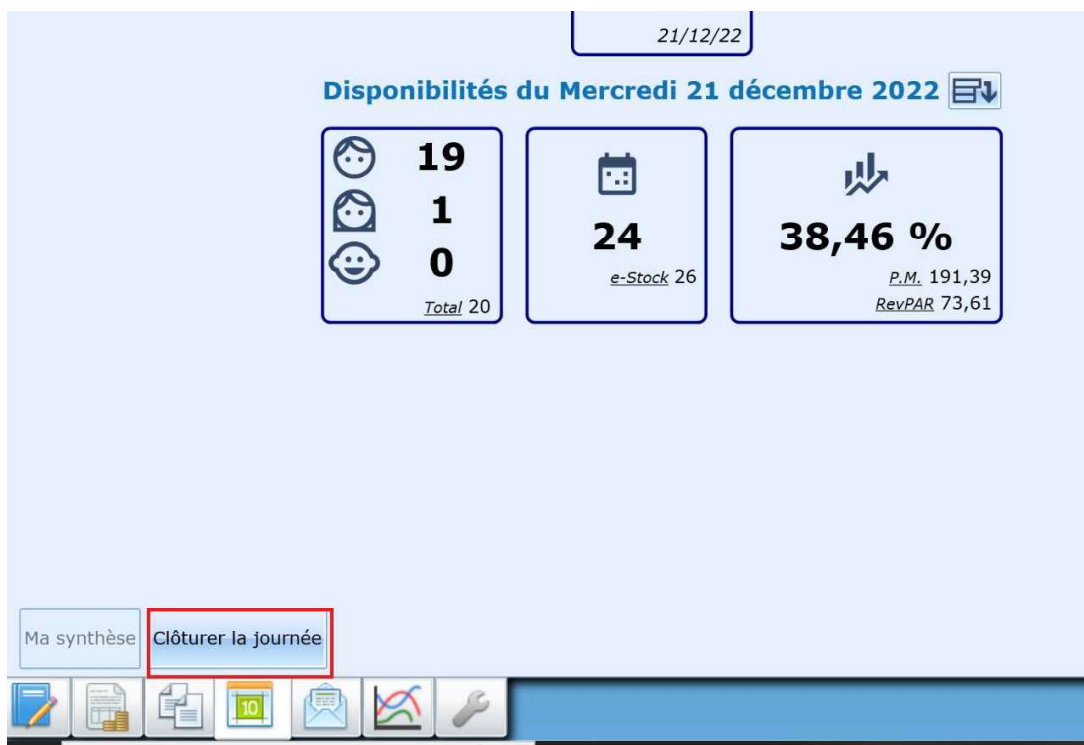 21/12/22
Disponibilités du Mercredi 21 décembre 2022
19
1
0
Total 20
24
e-Stock 26
38,46 %
P.M. 191,39
RevPAR 73,61
Ma synthèse
Clôturer la journée
10